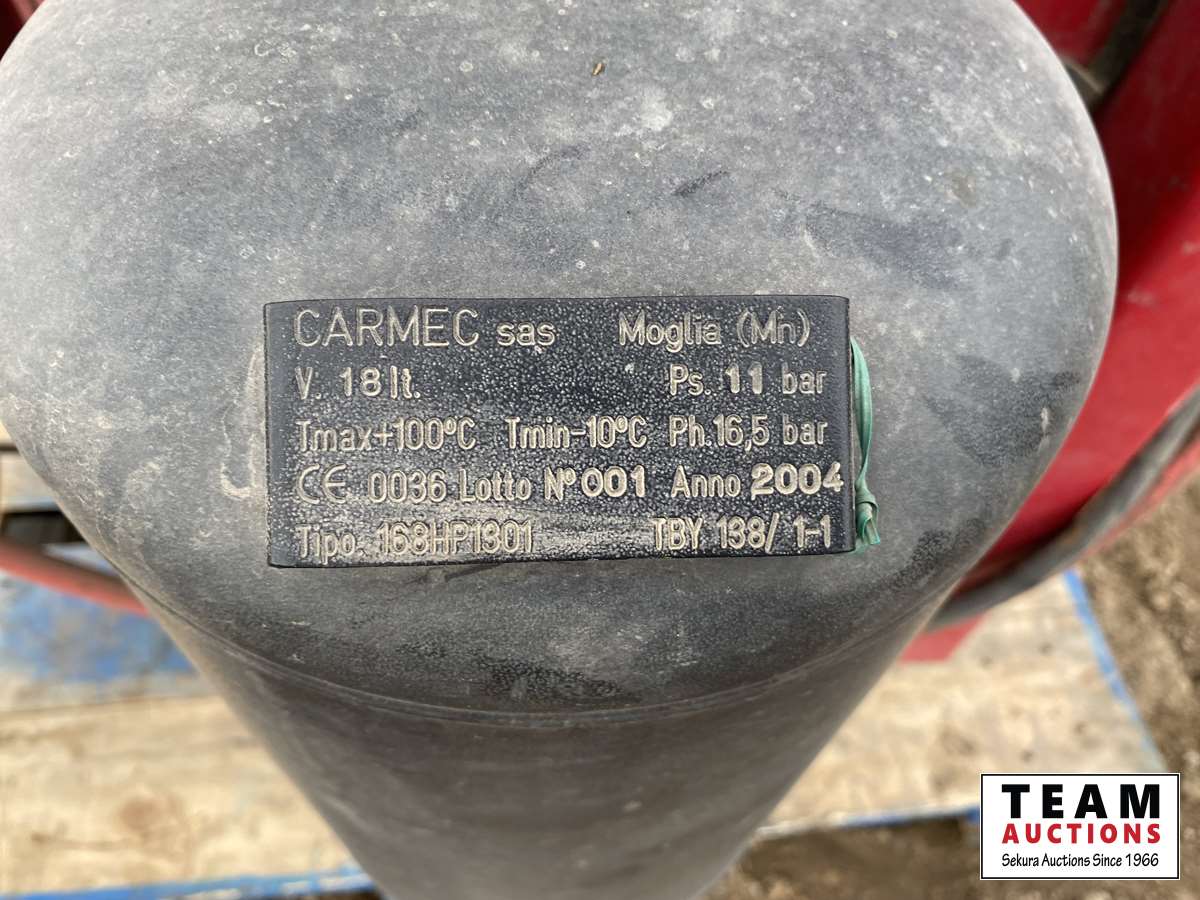 CARMEC sas Moglia (Mn)
V. 18 lt. Ps. 11 bar
Tmax+100°C Tmin-10°C Ph.16,5 bar
CE 0036 Lotto N° 001 Anno 2004
Tipo. 168HP1301 TBY 138/ 1-1
TEAM
AUCTIONS
Sekura Auctions Since 1966